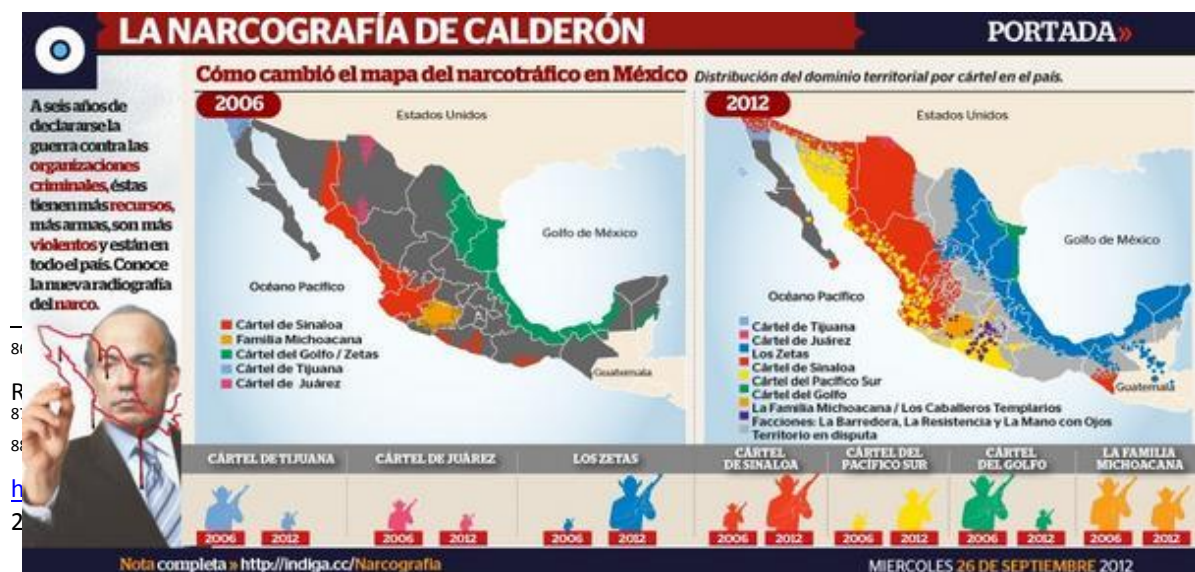 LA NARCOGRAFÍA DE CALDERÓN
PORTADA»
Cómo cambió el mapa del narcotráfico en México
Distribución del dominio territorial por cártel en el país.
A seis años de
declararse la
guerra contra las
organizaciones
criminales, éstas
tienen más recursos,
más armas, son más
violentos y están en
todo el país. Conoce
la nueva radiografía
del narco.
2006
Estados Unidos
Golfo de México
Océano Pacífico
Guatemala
Cártel de Sinaloa
Familia Michoacana
Cártel del Golfo / Zetas
Cártel de Tijuana
Cártel de Juárez
2012
Estados Unidos
Golfo de México
Océano Pacífico
Guatemala
Cártel de Tijuana
Cártel de Juárez
Los Zetas
Cártel de Sinaloa
Cártel del Pacífico Sur
Cártel del Golfo
La Familia Michoacana / Los Caballeros Templarios
Facciones: La Barredora, La Resistencia y La Mano con Ojos
Territorio en disputa
CÁRTEL DE TIJUANA
2006 2012
CÁRTEL DE JUÁREZ
2006 2012
LOS ZETAS
2006 2012
CÁRTEL
DE SINALOA
2006 2012
CÁRTEL DEL
PACÍFICO SUR
2006 2012
CÁRTEL
DEL GOLFO
2006 2012
LA FAMILIA
MICHOACANA
2006 2012
Nota completa » http://indiga.cc/Narcografia
MIERCOLES 26 DE SEPTIEMBRE 2012